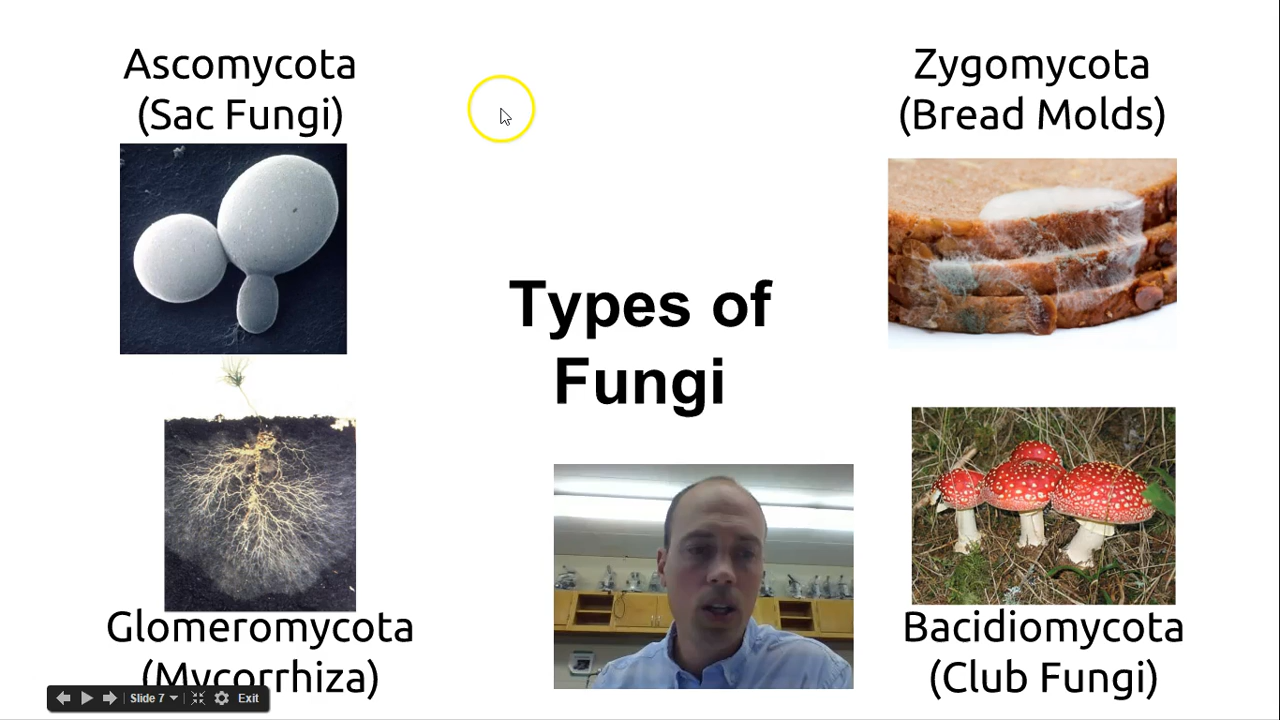 Ascomycota
(Sac Fungi)
Zygomycota
(Bread Molds)
Types of
Fungi
Glomeromycota
(Mycorrhiza)
Bacidiomycota
(Club Fungi)
Slide 7
Exit